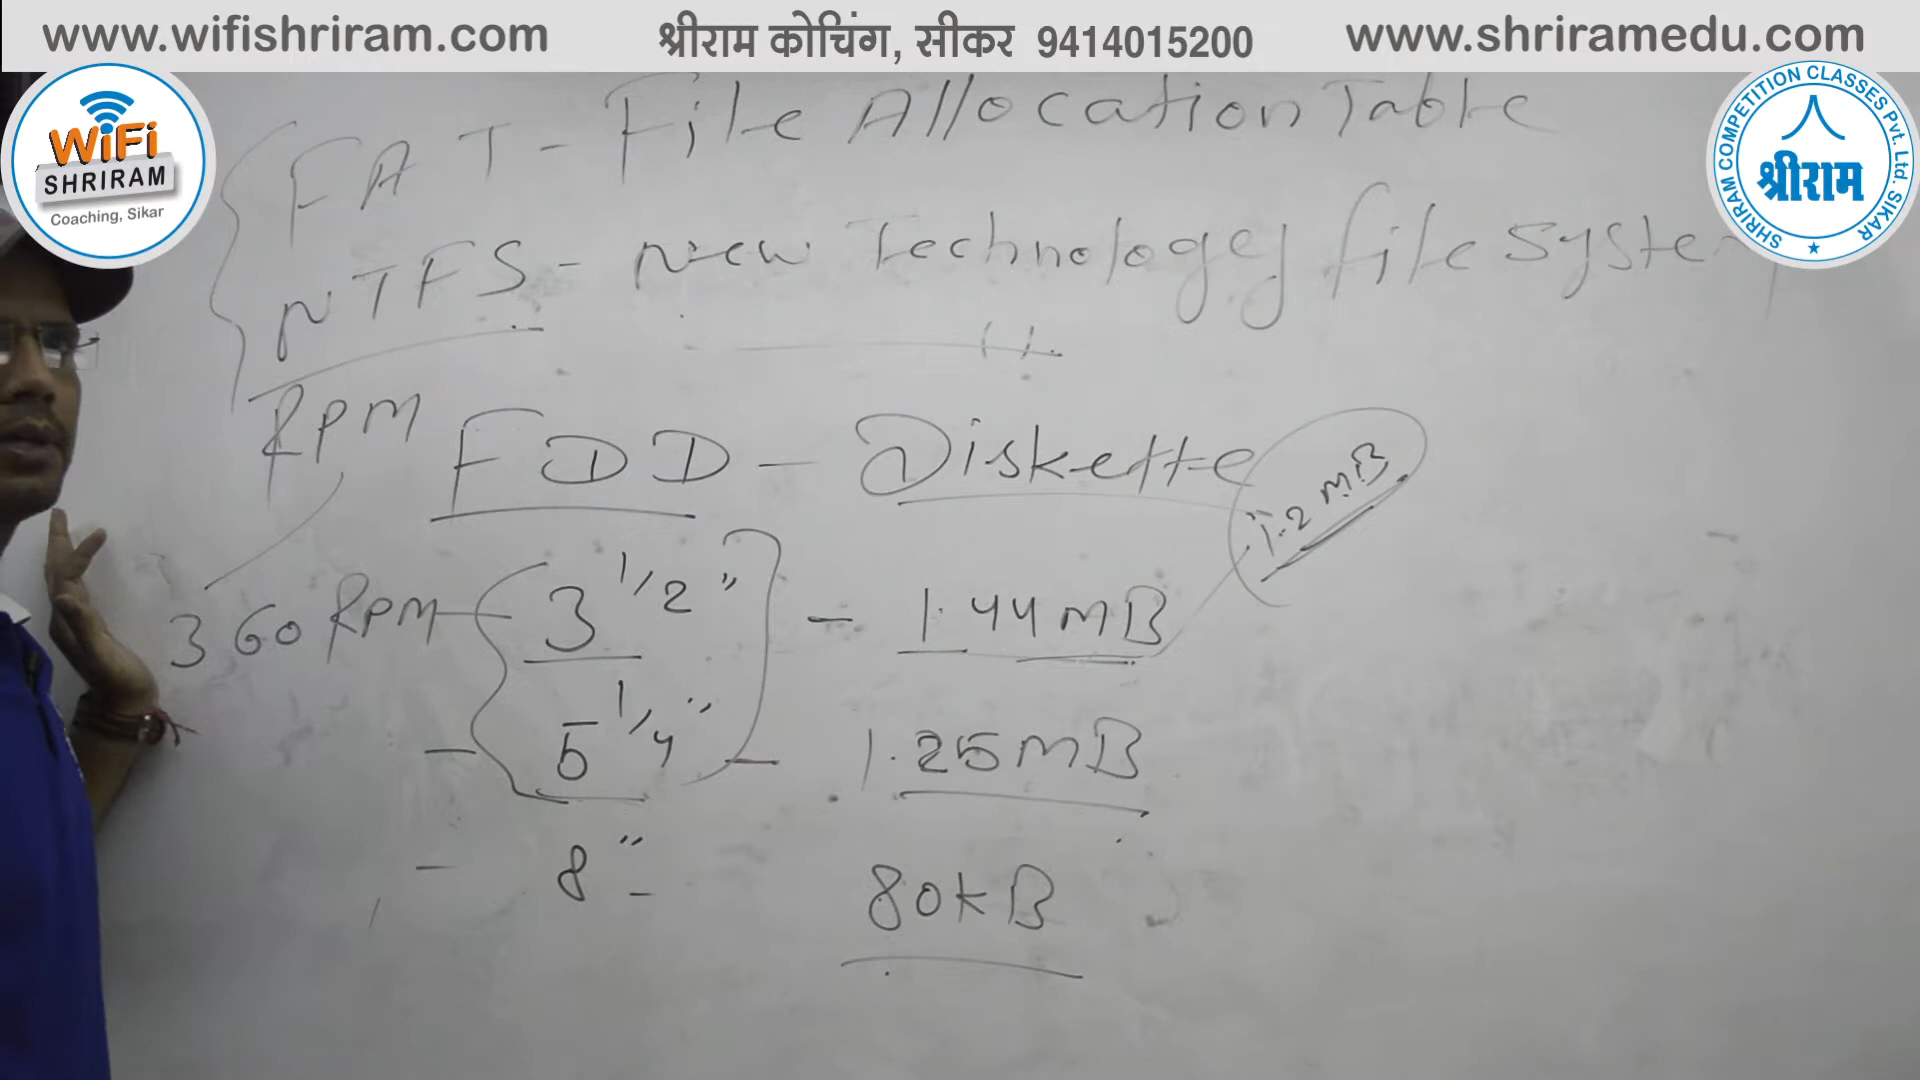 www.wifishriram.com
श्रीराम कोचिंग, सीकर 9414015200
www.shriramedu.com
WiFi
SHRIRAM
Coaching, Sikar
SHRIRAM COMPETITION CLASSES Pvt. Ltd. SIKAR
श्रीराम
FAT - File Allocation Table
NTFS - New Technology file System
RPM
FDD - Diskette
1.2 MB
360 RPM 3 1/2" - 1.44 MB
- 5 1/4" - 1.25 MB
- 8" - 80kB